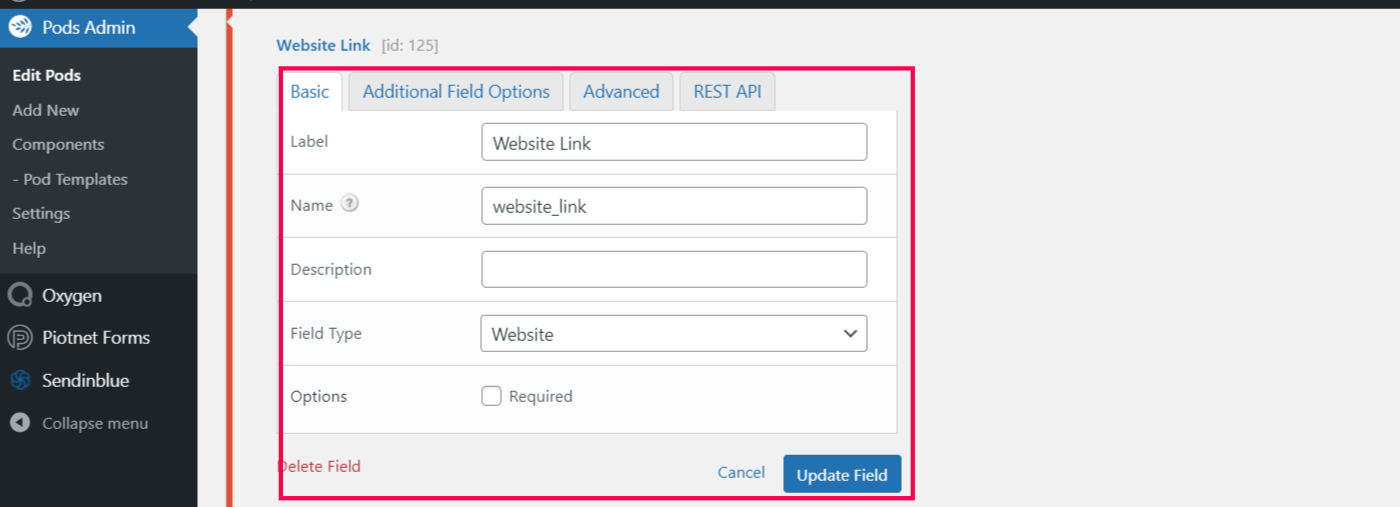 Pods Admin
Edit Pods
Add New
Components
- Pod Templates
Settings
Help
Oxygen
Piotnet Forms
Sendinblue
Collapse menu
Website Link [id: 125]
Basic Additional Field Options Advanced REST API
Label Website Link
Name ? website_link
Description
Field Type Website
Options Required
Delete Field Cancel Update Field